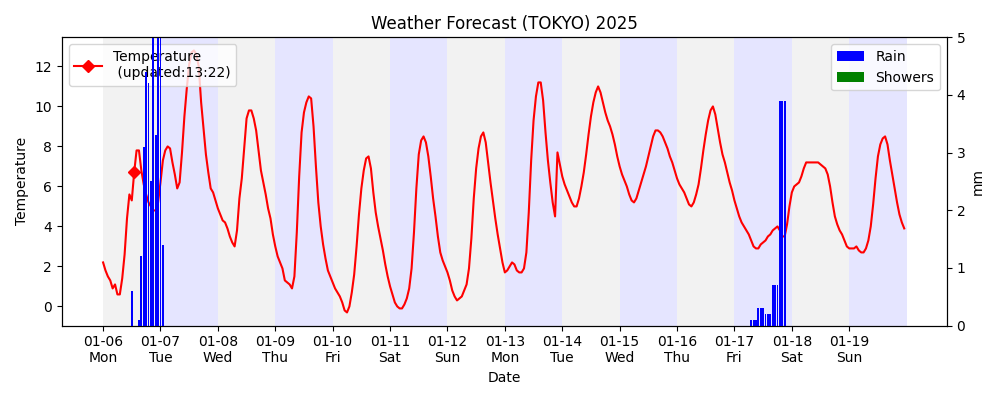 Weather Forecast (TOKYO) 2025
Temperature
(updated:13:22)
Rain
Showers
Temperature
12
10
8
6
4
2
0
5
4
3
2
1
0
mm
01-06 01-07 01-08 01-09 01-10 01-11 01-12 01-13 01-14 01-15 01-16 01-17 01-18 01-19
Mon Tue Wed Thu Fri Sat Sun Mon Tue Wed Thu Fri Sat Sun
Date